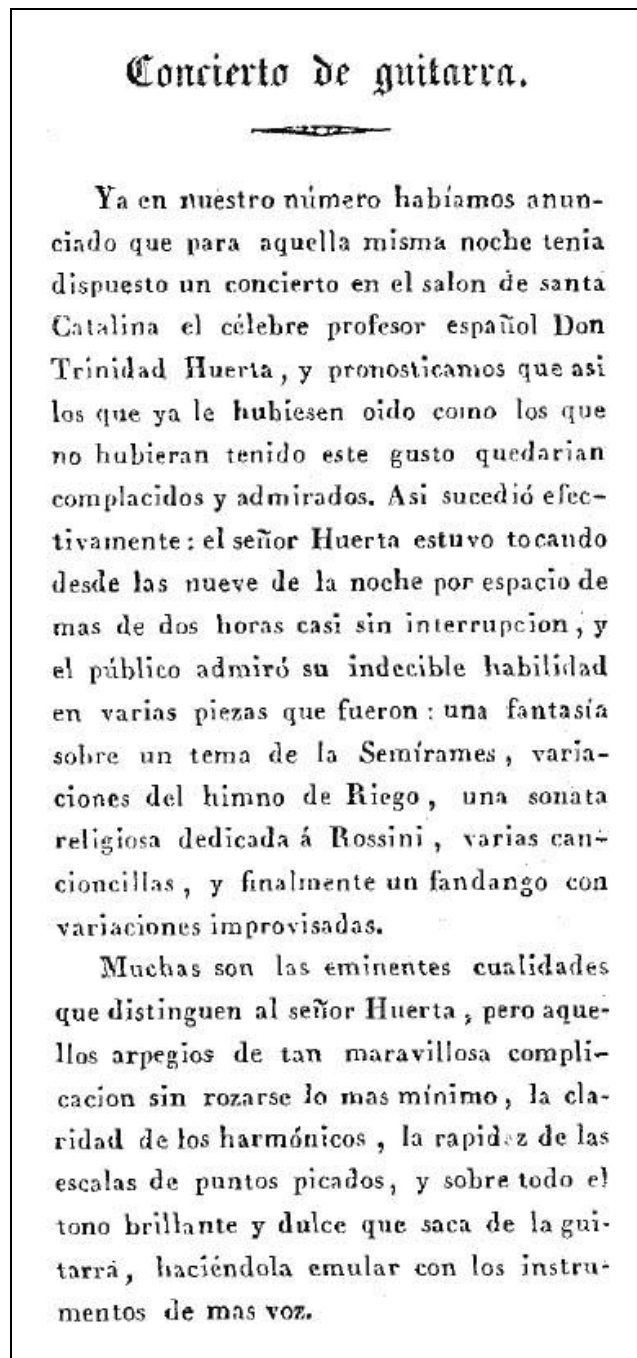 Concierto de guitarra.
Ya en nuestro número habíamos anun-
ciado que para aquella misma noche tenia
dispuesto un concierto en el salon de santa
Catalina el célebre profesor español Don
Trinidad Huerta, y pronosticamos que asi
los que ya le hubiesen oido como los que
no hubieran tenido este gusto quedarian
complacidos y admirados. Asi sucedió efec-
tivamente: el señor Huerta estuvo tocando
desde las nueve de la noche por espacio de
mas de dos horas casi sin interrupcion, y
el público admiró su indecible habilidad
en varias piezas que fueron: una fantasía
sobre un tema de la Semírames, varia-
ciones del himno de Riego, una sonata
religiosa dedicada á Rossini, varias can-
cioncillas, y finalmente un fandango con
variaciones improvisadas.
Muchas son las eminentes cualidades
que distinguen al señor Huerta, pero aque-
llos arpegios de tan maravillosa compli-
cacion sin rozarse lo mas mínimo, la cla-
ridad de los harmónicos, la rapidez de las
escalas de puntos picados, y sobre todo el
tono brillante y dulce que saca de la gui-
tarra, haciéndola emular con los instru-
mentos de mas voz.